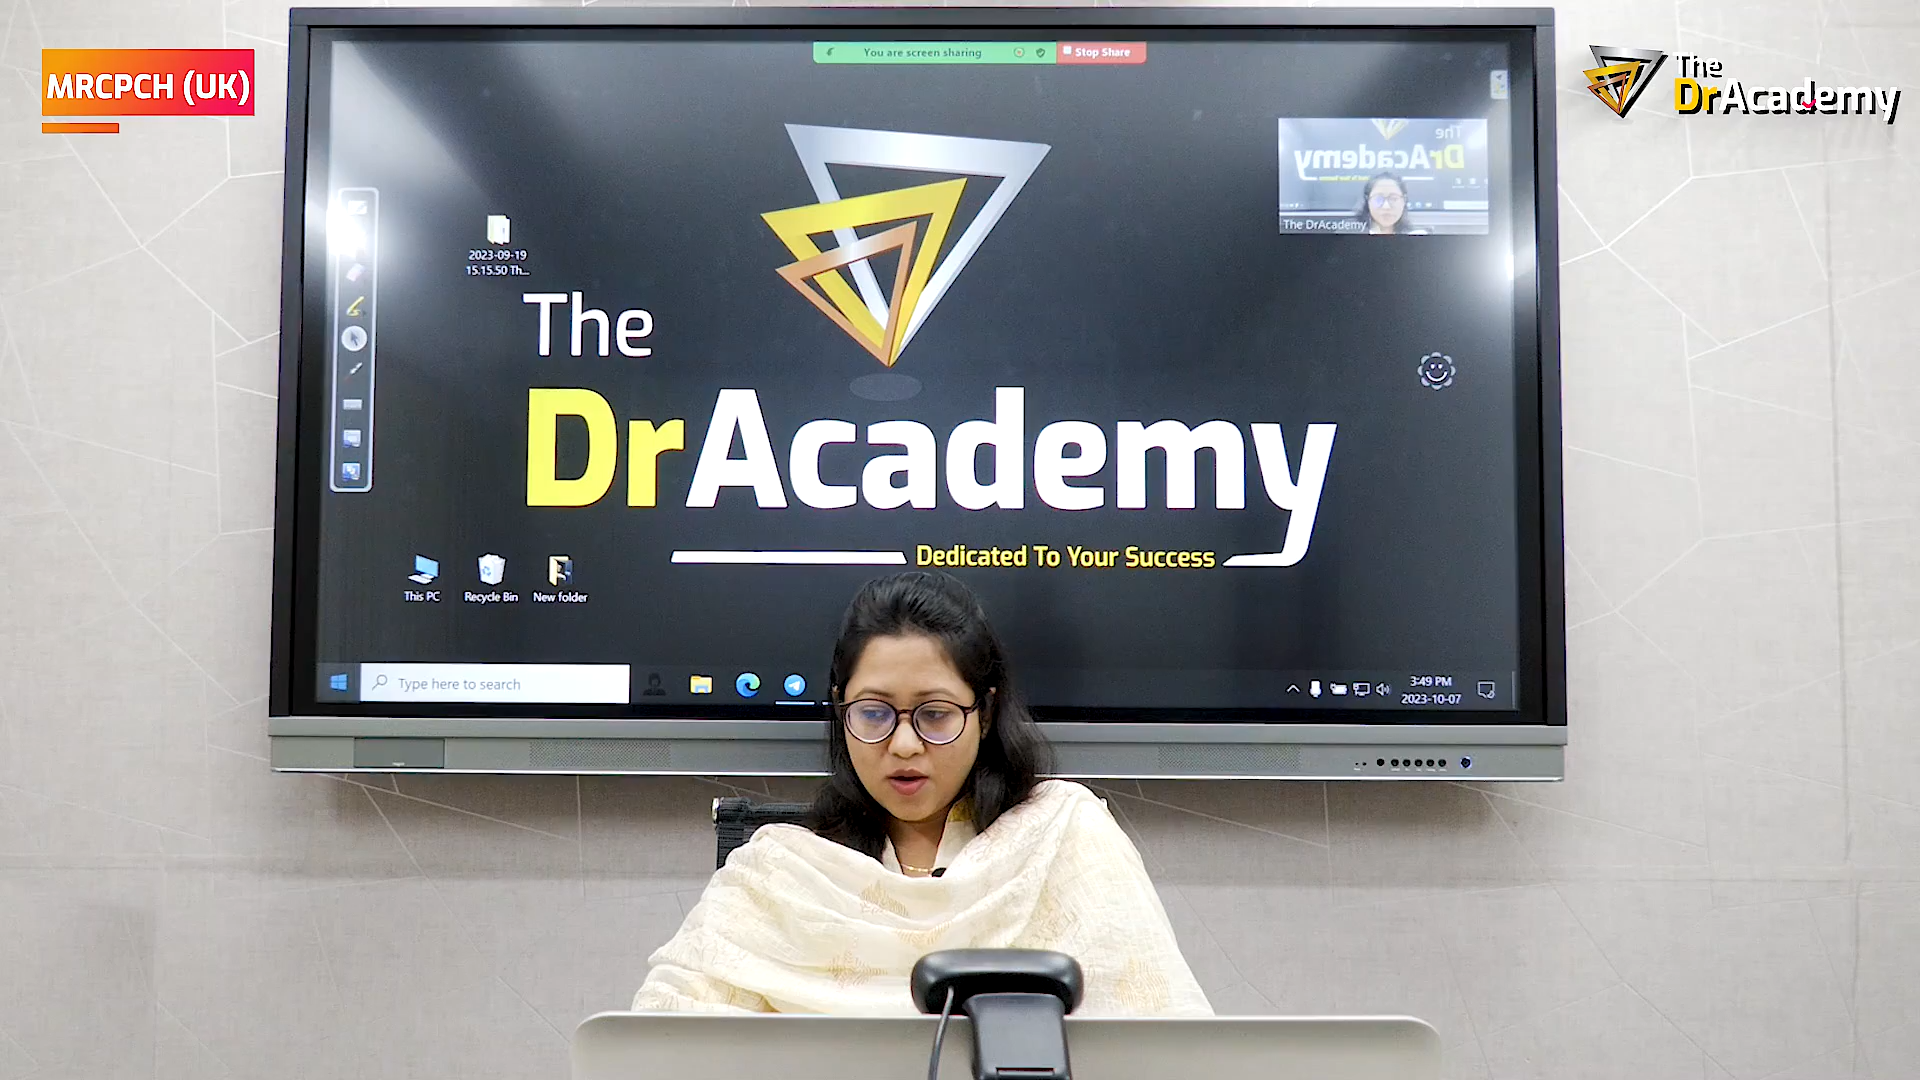 MRCPCH (UK)
The
DrAcademy
You are screen sharing
Stop Share
The
DrAcademy
The DrAcademy
2023-09-19
15.15.50 Th...
The
DrAcademy
Dedicated To Your Success
This PC
Recycle Bin
New folder
Type here to search
3:49 PM
2023-10-07